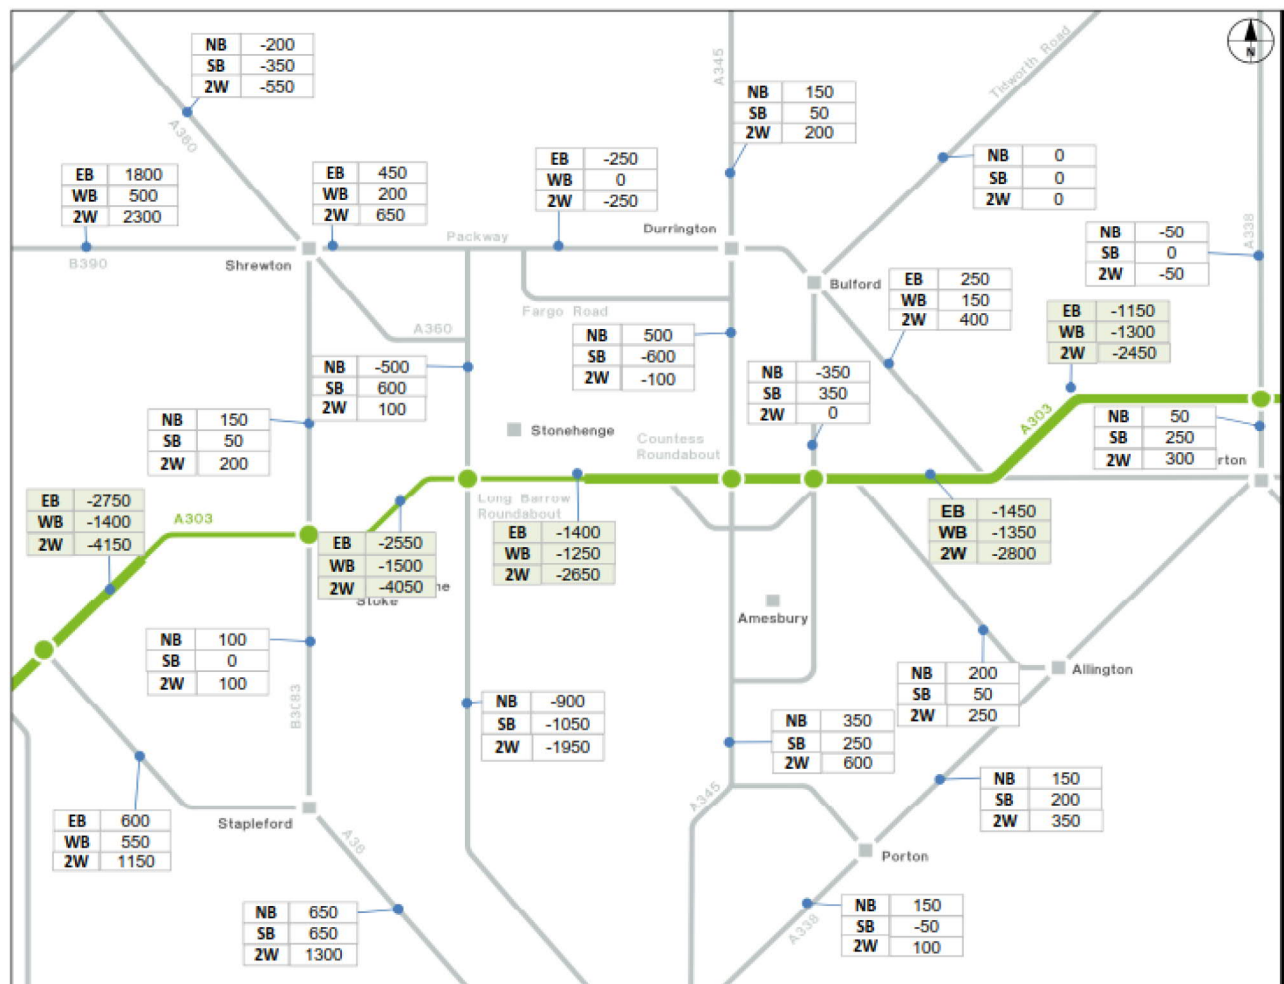 N
NB -200
SB -350
2W -550
A360
A345
Tidworth Road
NB 150
SB 50
2W 200
NB 0
SB 0
2W 0
EB 1800
WB 500
2W 2300
EB 450
WB 200
2W 650
EB -250
WB 0
-250
2W
Packway
Durrington
B390
Shrewton
NB -50
SB 0
2W -50
A338
Bulford
EB 250
WB 150
2W 400
Fargo Road
A360
EB -1150
WB -1300
2W -2450
NB 500
SB -600
2W -100
NB -500
SB 600
2W 100
NB -350
SB 350
2W 0
NB 150
SB 50
2W 200
Stonehenge
Countess
Roundabout
A303
NB 50
SB 250
2W 300
rton
EB -2750
WB -1400
2W -4150
A303
Long Barrow
Roundabout
EB -2550
WB -1500
2W -4050
ne
Stoke
EB -1400
WB -1250
2W -2650
EB -1450
WB -1350
2W -2800
Amesbury
NB 100
SB 0
2W 100
B3083
NB -900
SB -1050
2W -1950
NB 200
SB 50
2W 250
Allington
NB 350
SB 250
2W 600
A345
NB 150
SB 200
2W 350
EB 600
WB 550
2W 1150
Stapleford
A36
Porton
NB 650
SB 650
2W 1300
NB 150
SB -50
2W 100
A338